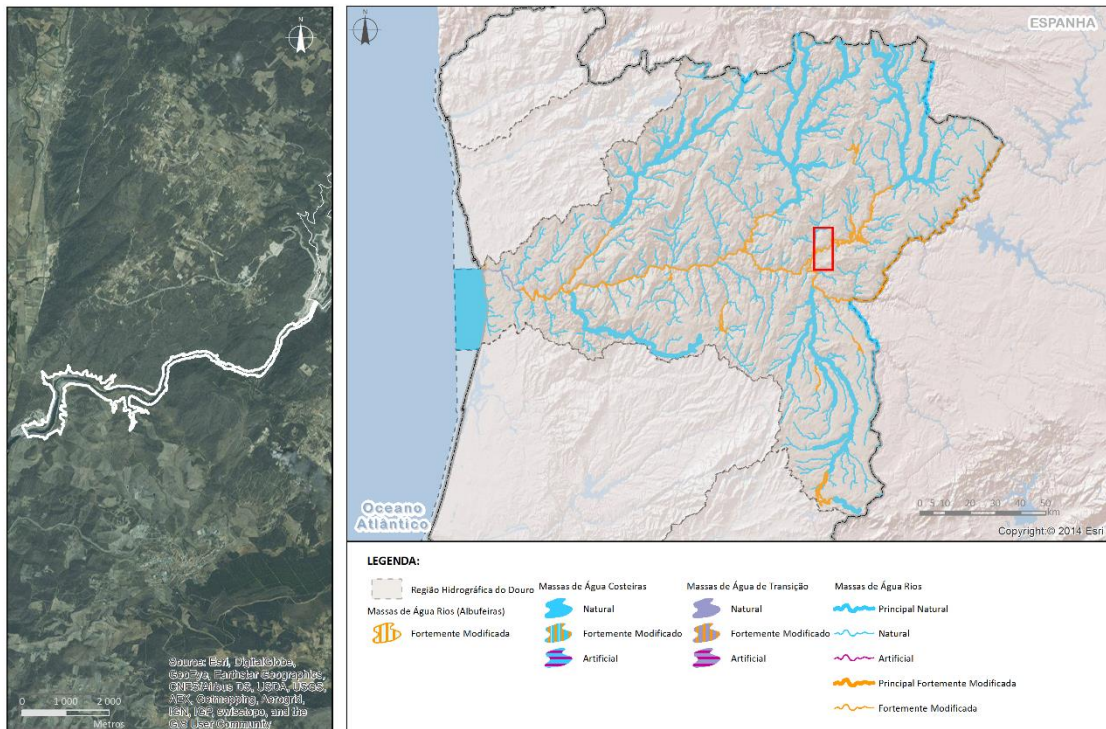 N
N
ESPANHA
Oceano
Atlântico
0 5 10 20 30 40 50
km
Copyright:© 2014 Esri
Source: Esri, DigitalGlobe,
GeoEye, Earthstar Geographics,
CNES/Airbus DS, USDA, USGS,
AEX, Getmapping, Aerogrid,
IGN, IGP, swisstopo, and the
GIS User Community
0 1 000 2 000
Metros
LEGENDA:
Região Hidrográfica do Douro
Massas de Água Rios (Albufeiras)
Fortemente Modificada
Massas de Água Costeiras
Natural
Fortemente Modificado
Artificial
Massas de Água de Transição
Natural
Fortemente Modificado
Artificial
Massas de Água Rios
Principal Natural
Natural
Artificial
Principal Fortemente Modificada
Fortemente Modificada